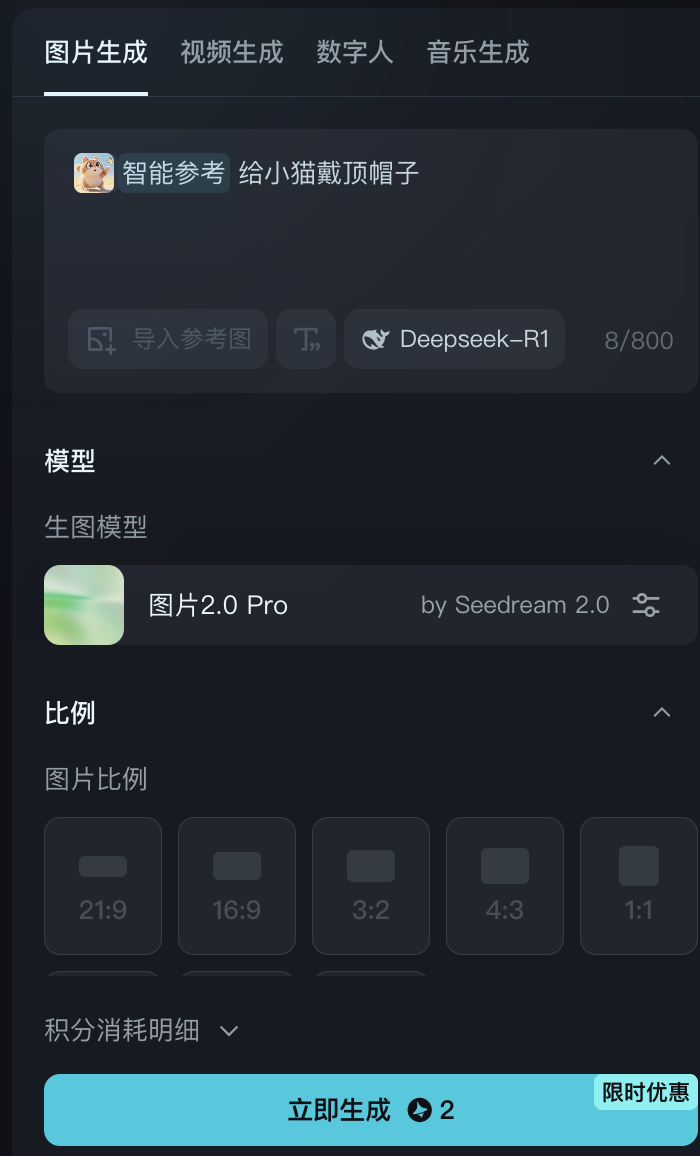 图片生成 视频生成 数字人 音乐生成
智能参考 给小猫戴顶帽子
导入参考图 T,, Deepseek-R1 8/800
模型
生图模型
图片2.0 Pro by Seedream 2.0
比例
图片比例
21:9 16:9 3:2 4:3 1:1
积分消耗明细
限时优惠
立即生成 2